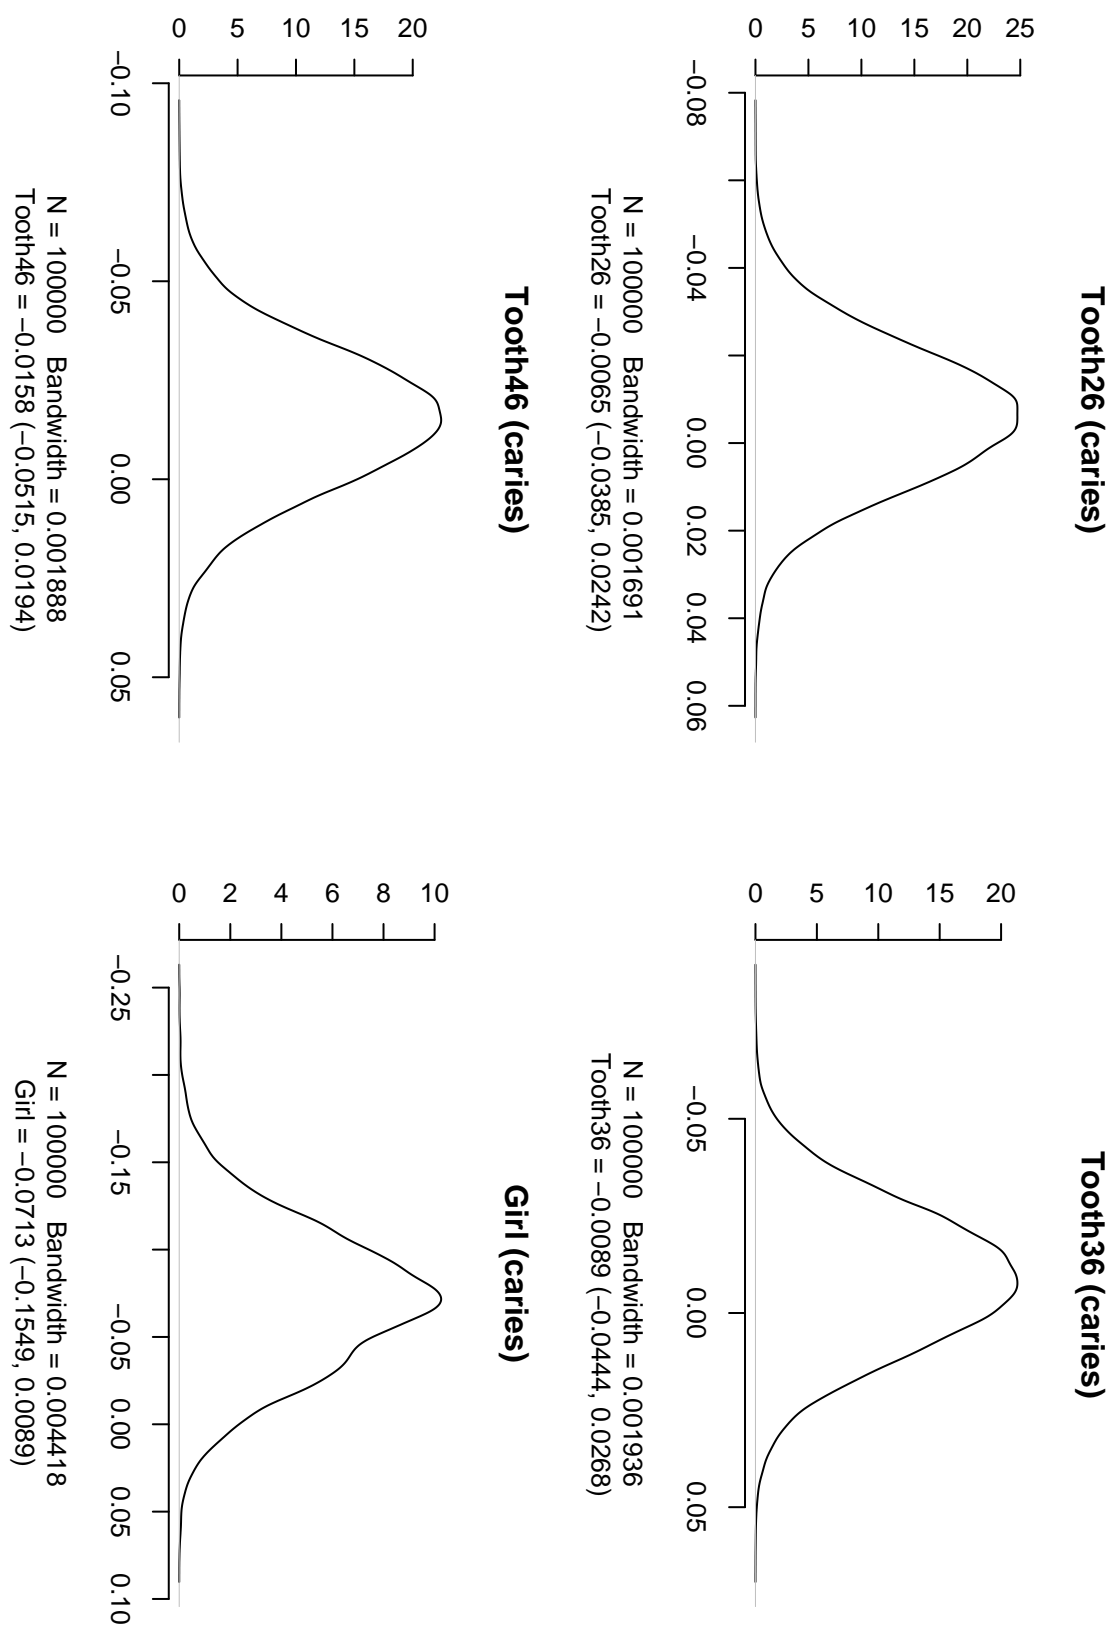 Tooth26 (caries)
0 5 10 15 20 25
−0.08 −0.04 0.00 0.02 0.04 0.06
N = 100000 Bandwidth = 0.001691
Tooth26 = −0.0065 (−0.0385, 0.0242)
Tooth36 (caries)
0 5 10 15 20
−0.05 0.00 0.05
N = 100000 Bandwidth = 0.001936
Tooth36 = −0.0089 (−0.0444, 0.0268)
Tooth46 (caries)
0 5 10 15 20
−0.10 −0.05 0.00 0.05
N = 100000 Bandwidth = 0.001888
Tooth46 = −0.0158 (−0.0515, 0.0194)
Girl (caries)
0 2 4 6 8 10
−0.25 −0.15 −0.05 0.00 0.05 0.10
N = 100000 Bandwidth = 0.004418
Girl = −0.0713 (−0.1549, 0.0089)